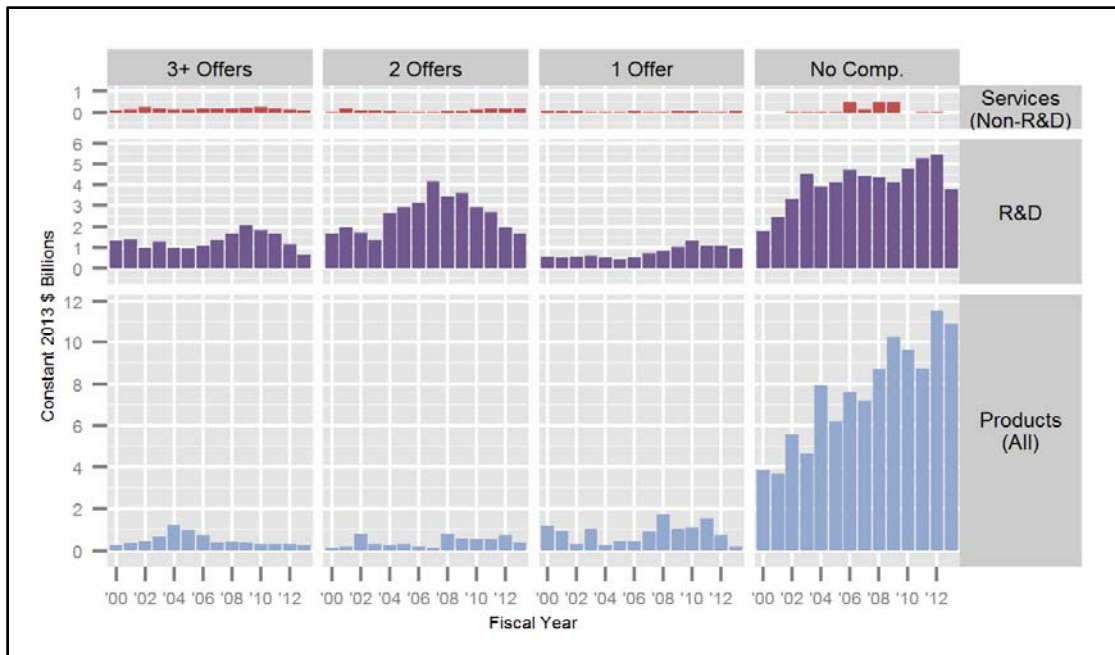 3+ Offers
2 Offers
1 Offer
No Comp.
1
0
Services
(Non-R&D)
6
5
4
3
2
1
0
R&D
12
10
8
6
4
2
0
Products
(All)
Constant 2013 $ Billions
'00 '02 '04 '06 '08 '10 '12
'00 '02 '04 '06 '08 '10 '12
'00 '02 '04 '06 '08 '10 '12
'00 '02 '04 '06 '08 '10 '12
Fiscal Year